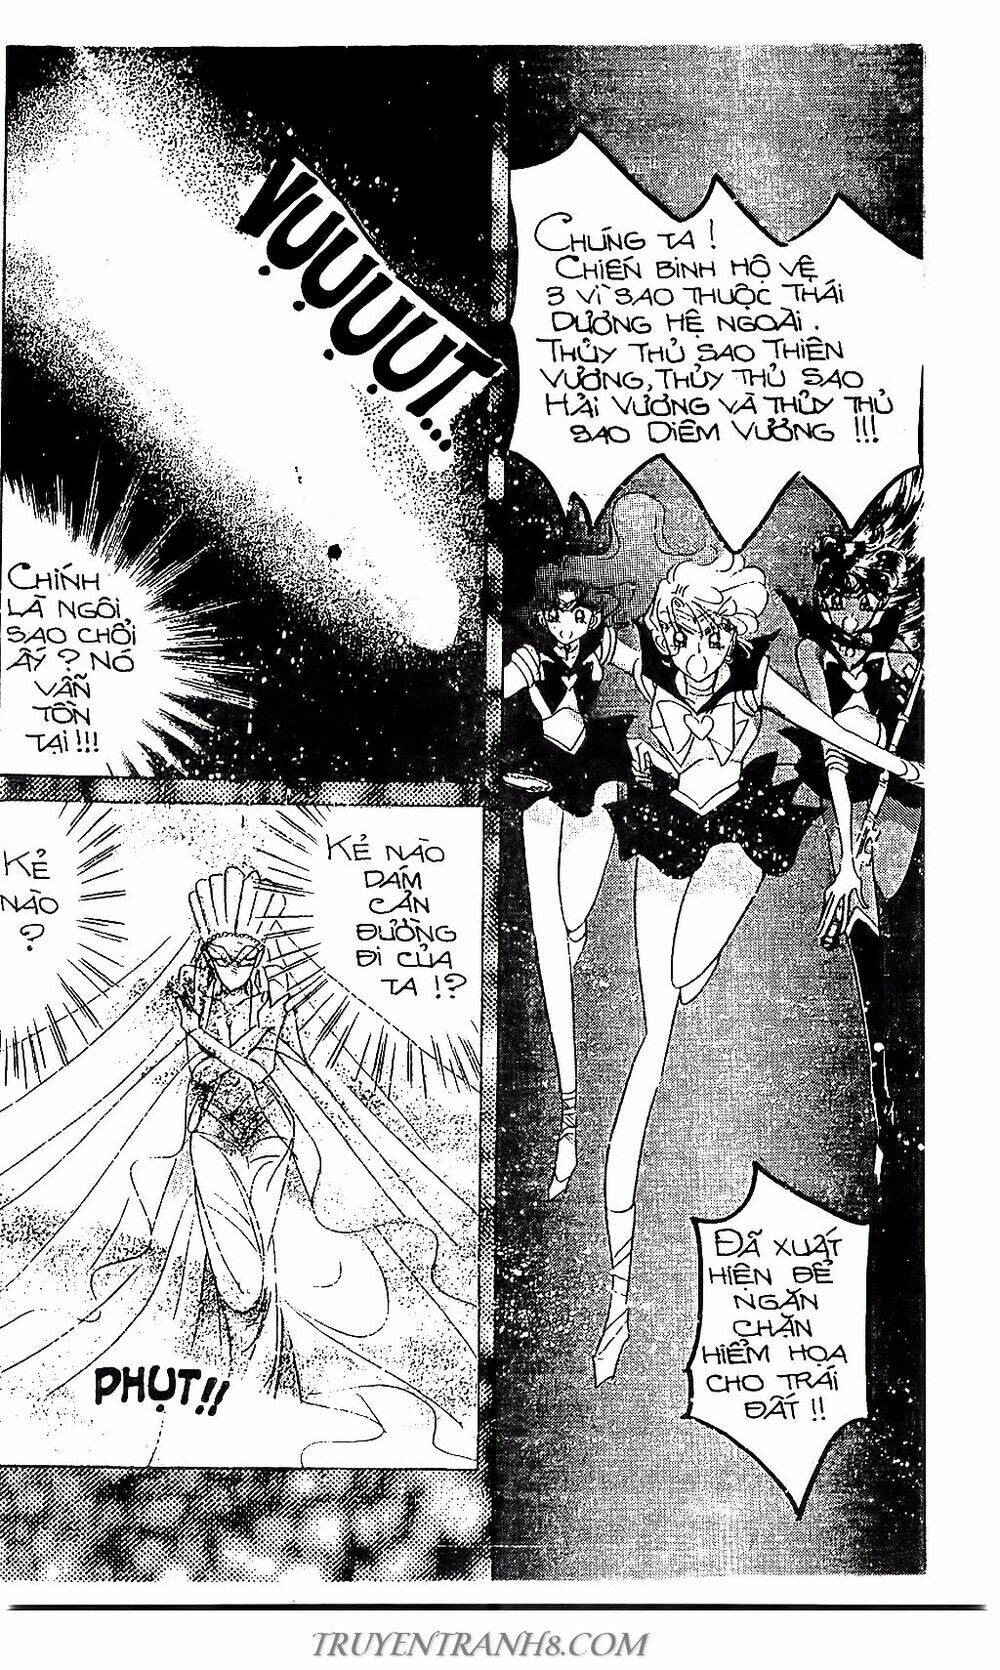 CHÚNG TA !
CHIẾN BINH HỘ VỆ
3 VÌ SAO THUỘC THÁI
DƯƠNG HỆ NGOÀI.
THỦY THỦ SAO THIÊN
VƯƠNG, THỦY THỦ SAO
HẢI VƯƠNG VÀ THỦY THỦ
SAO DIÊM VƯƠNG !!!
ĐÃ XUẤT
HIỆN ĐỂ
NGĂN
CHẶN
HIỂM HỌA
CHO TRÁI
ĐẤT !!
VỤỤỤỤT...
CHÍNH
LÀ NGÔI
SAO CHỔI
ẤY ? NÓ
VẪN
TỒN
TẠI !!!
KẺ NÀO
DÁM
CẢN
ĐƯỜNG
ĐI CỦA
TA !?
KẺ
NÀO
?
PHỤT!!
TRUYENTRANH8.COM